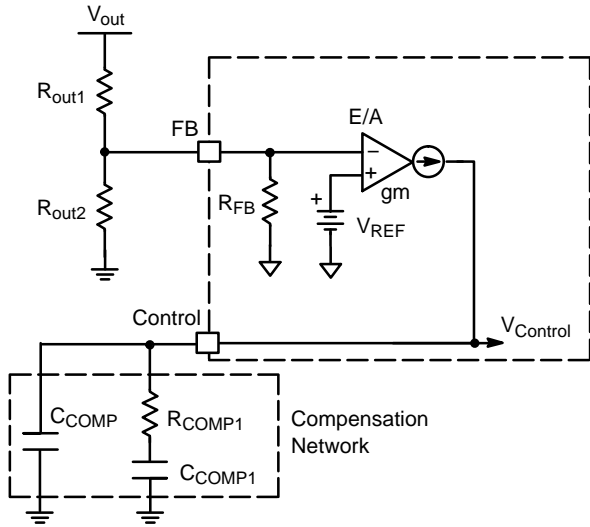 Vout
Rout1
E/A
FB
−
+
gm
Rout2
RFB
+
VREF
Control
VControl
CCOMP
RCOMP1
CCOMP1
Compensation
Network